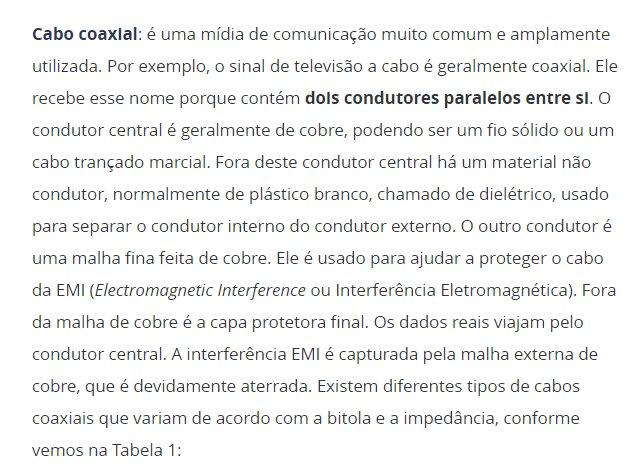 Cabo coaxial: é uma mídia de comunicação muito comum e amplamente
utilizada. Por exemplo, o sinal de televisão a cabo é geralmente coaxial. Ele
recebe esse nome porque contém dois condutores paralelos entre si. O
condutor central é geralmente de cobre, podendo ser um fio sólido ou um
cabo trançado marcial. Fora deste condutor central há um material não
condutor, normalmente de plástico branco, chamado de dielétrico, usado
para separar o condutor interno do condutor externo. O outro condutor é
uma malha fina feita de cobre. Ele é usado para ajudar a proteger o cabo
da EMI (Electromagnetic Interference ou Interferência Eletromagnética). Fora
da malha de cobre é a capa protetora final. Os dados reais viajam pelo
condutor central. A interferência EMI é capturada pela malha externa de
cobre, que é devidamente aterrada. Existem diferentes tipos de cabos
coaxiais que variam de acordo com a bitola e a impedância, conforme
vemos na Tabela 1: